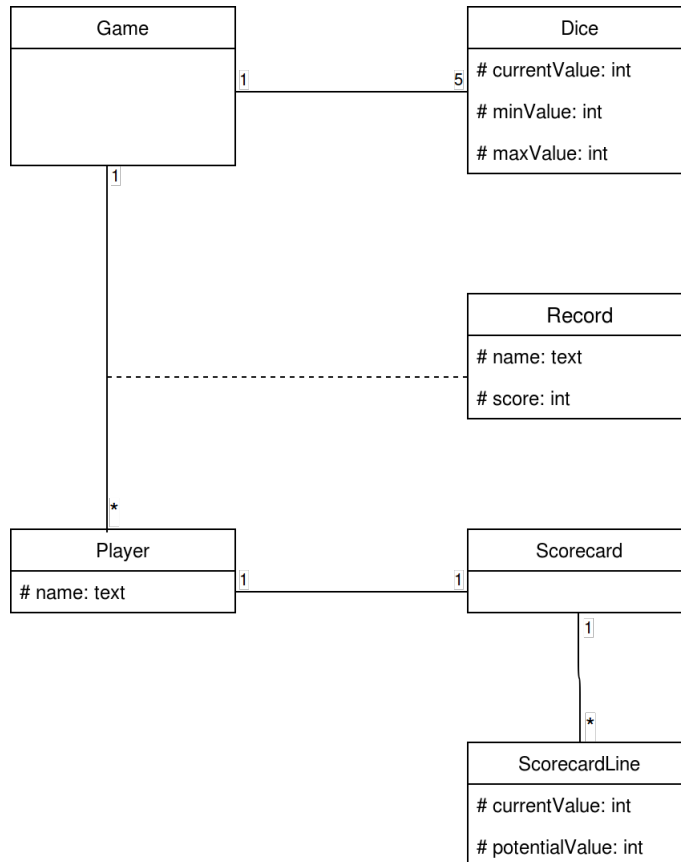 Game
Dice
# currentValue: int
# minValue: int
# maxValue: int
1
5
1
Record
# name: text
# score: int
*
Player
# name: text
1
1
Scorecard
1
*
ScorecardLine
# currentValue: int
# potentialValue: int